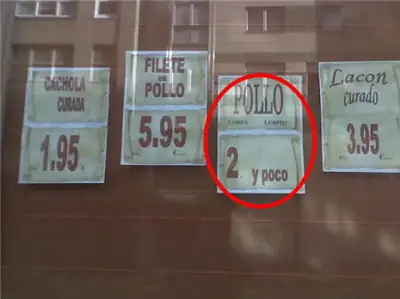 CACHOLA
CURADA
1.95
FILETE
DE
POLLO
5.95
POLLO
LIMPIO
2 y poco
Lacon
curado
3.95